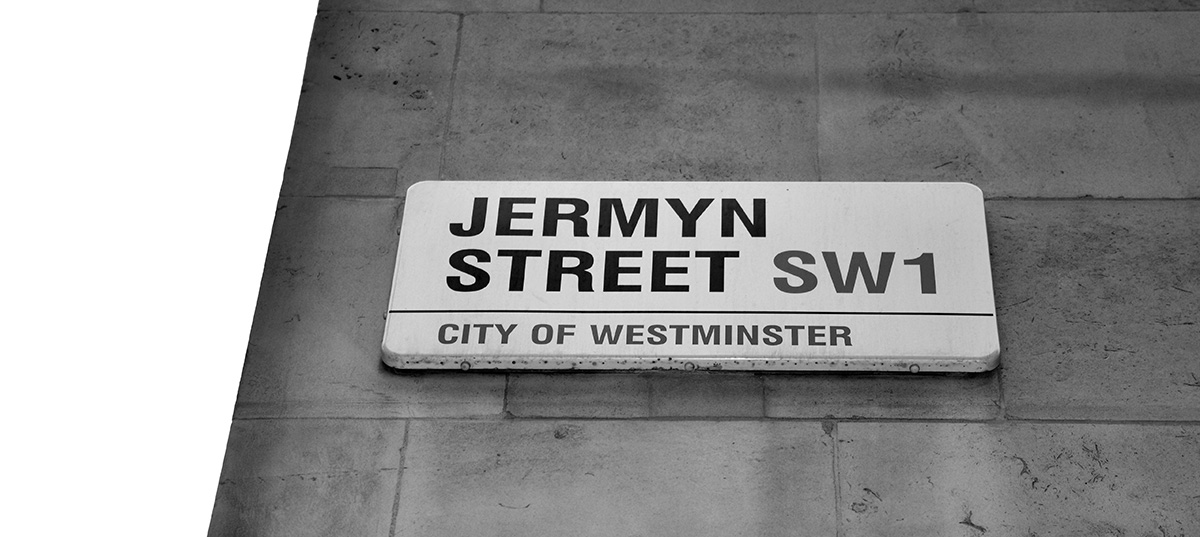 JERMYN
STREET SW1
CITY OF WESTMINSTER